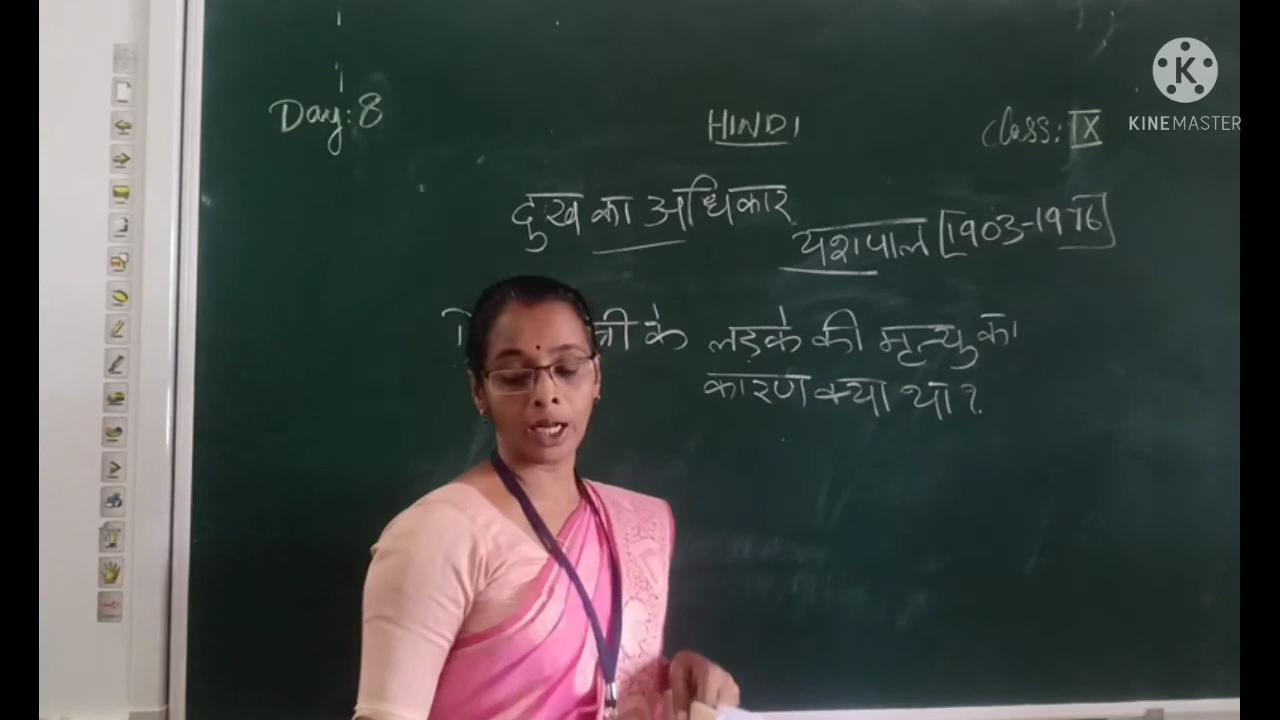 Day: 8
HINDI
Class: IX
दुख का अधिकार
यशपाल [1903-1976]
के लड़के की मृत्यु का
कारण क्या था?
KINEMASTER